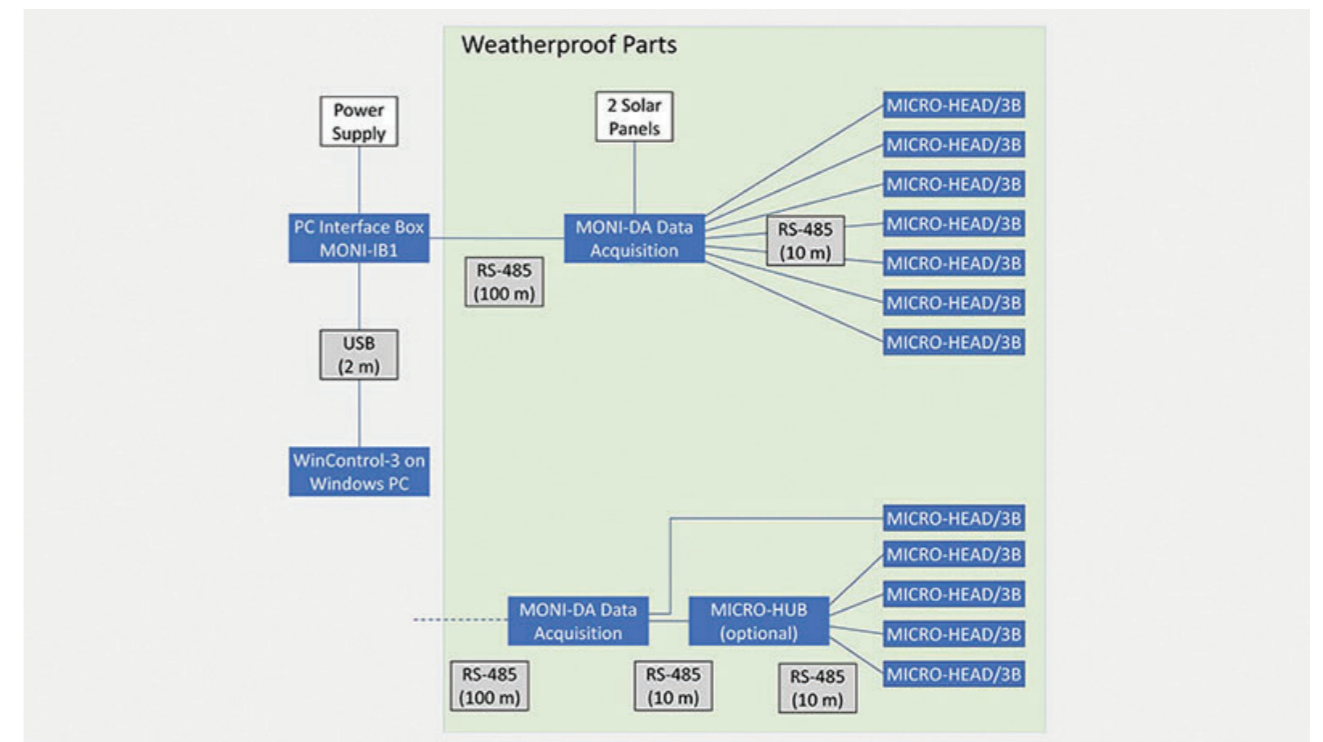 Weatherproof Parts
Power
Supply
2 Solar
Panels
MICRO-HEAD/3B
MICRO-HEAD/3B
MICRO-HEAD/3B
MICRO-HEAD/3B
MICRO-HEAD/3B
MICRO-HEAD/3B
MICRO-HEAD/3B
PC Interface Box
MONI-IB1
MONI-DA Data
Acquisition
RS-485
(10 m)
RS-485
(100 m)
USB
(2 m)
WinControl-3 on
Windows PC
MICRO-HEAD/3B
MICRO-HEAD/3B
MICRO-HEAD/3B
MICRO-HEAD/3B
MICRO-HEAD/3B
MONI-DA Data
Acquisition
MICRO-HUB
(optional)
RS-485
(100 m)
RS-485
(10 m)
RS-485
(10 m)